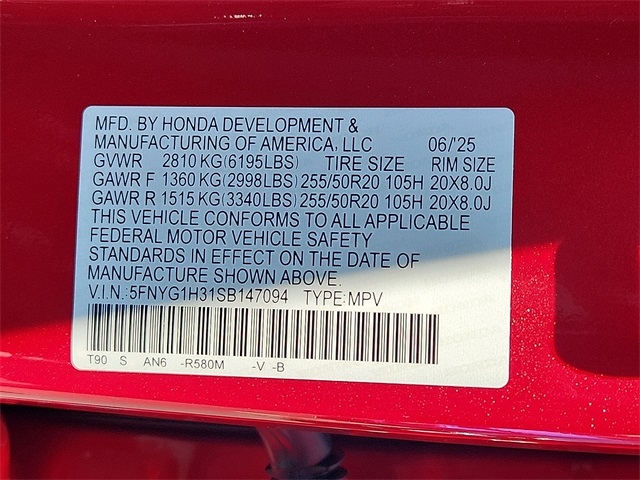 MFD. BY HONDA DEVELOPMENT &
MANUFACTURING OF AMERICA, LLC 06/'25
GVWR 2810 KG(6195LBS) TIRE SIZE RIM SIZE
GAWR F 1360 KG(2998LBS) 255/50R20 105H 20X8.0J
GAWR R 1515 KG(3340LBS) 255/50R20 105H 20X8.0J
THIS VEHICLE CONFORMS TO ALL APPLICABLE
FEDERAL MOTOR VEHICLE SAFETY
STANDARDS IN EFFECT ON THE DATE OF
MANUFACTURE SHOWN ABOVE.
V.I.N.:5FNYG1H31SB147094 TYPE:MPV
T90 S AN6 -R580M -V -B